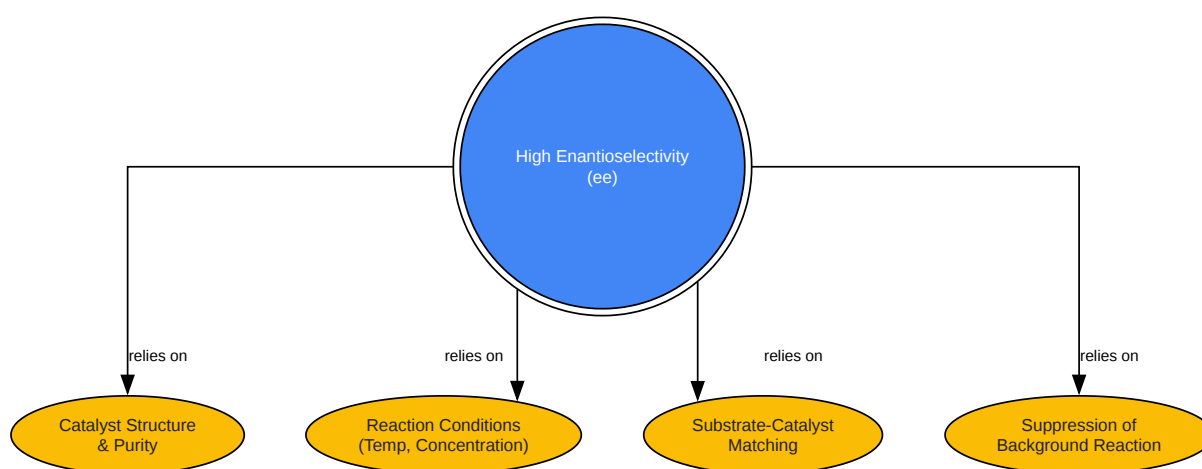 High Enantioselectivity
(ee)
relies on
relies on
relies on
relies on
Catalyst Structure
& Purity
Reaction Conditions
(Temp, Concentration)
Substrate-Catalyst
Matching
Suppression of
Background Reaction